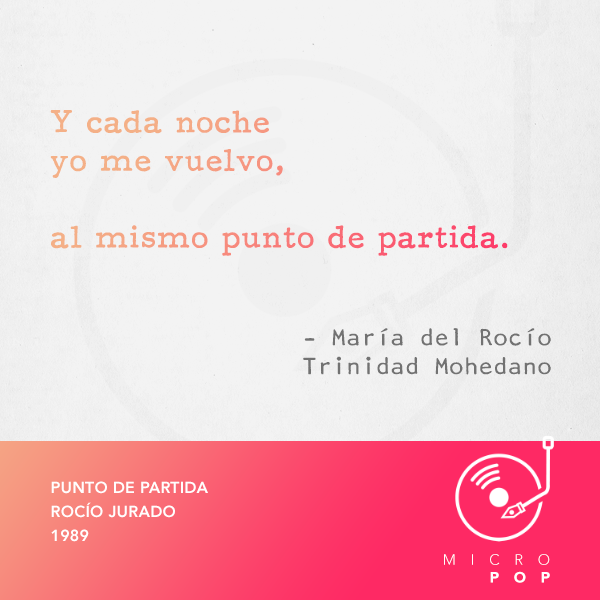 Y cada noche
yo me vuelvo,
al mismo punto de partida.
- María del Rocío
Trinidad Mohedano
PUNTO DE PARTIDA
ROCÍO JURADO
1989
MICRO
POP